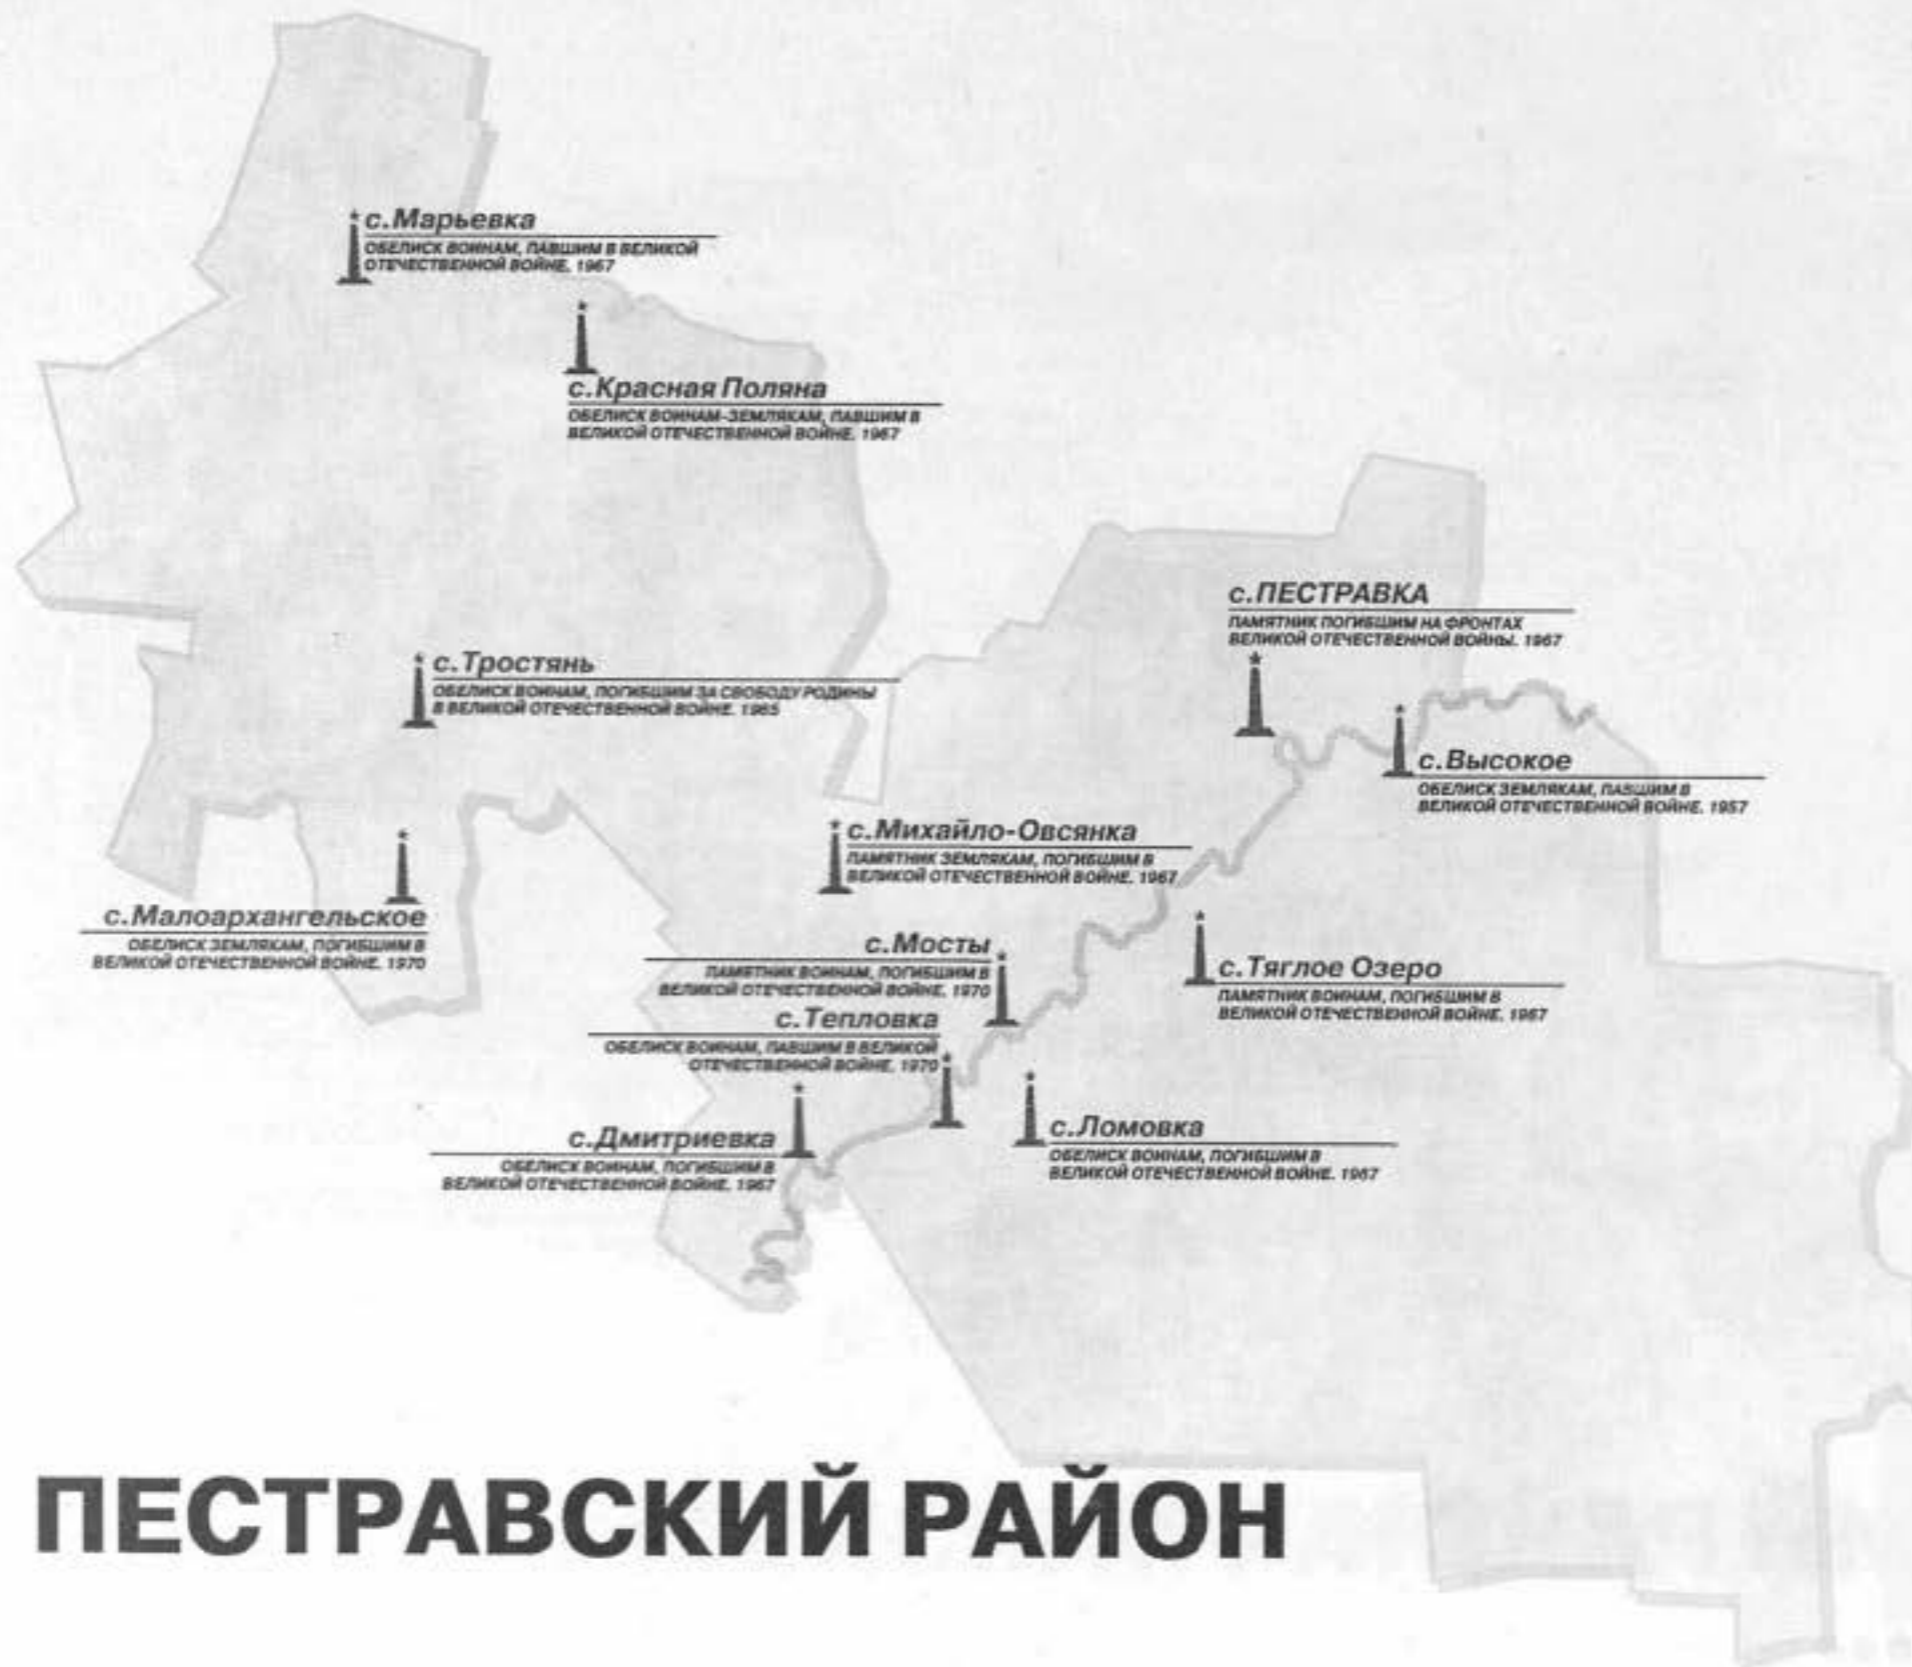 с.Марьевка
ОБЕЛИСК ВОИНАМ, ПАВШИМ В ВЕЛИКОЙ
ОТЕЧЕСТВЕННОЙ ВОЙНЕ. 1967
с.Красная Поляна
ОБЕЛИСК ВОИНАМ-ЗЕМЛЯКАМ, ПАВШИМ В
ВЕЛИКОЙ ОТЕЧЕСТВЕННОЙ ВОЙНЕ. 1967
с.ПЕСТРАВКА
ПАМЯТНИК ПОГИБШИМ НА ФРОНТАХ
ВЕЛИКОЙ ОТЕЧЕСТВЕННОЙ ВОЙНЫ. 1967
с.Тростянь
ОБЕЛИСК ВОИНАМ, ПОГИБШИМ ЗА СВОБОДУ РОДИНЫ
В ВЕЛИКОЙ ОТЕЧЕСТВЕННОЙ ВОЙНЕ. 1965
с.Высокое
ОБЕЛИСК ЗЕМЛЯКАМ, ПАВШИМ В
ВЕЛИКОЙ ОТЕЧЕСТВЕННОЙ ВОЙНЕ. 1957
с.Михайло-Овсянка
ПАМЯТНИК ЗЕМЛЯКАМ, ПОГИБШИМ В
ВЕЛИКОЙ ОТЕЧЕСТВЕННОЙ ВОЙНЕ. 1967
с.Малоархангельское
ОБЕЛИСК ЗЕМЛЯКАМ, ПОГИБШИМ В
ВЕЛИКОЙ ОТЕЧЕСТВЕННОЙ ВОЙНЕ. 1970
с.Мосты
ПАМЯТНИК ВОИНАМ, ПОГИБШИМ В
ВЕЛИКОЙ ОТЕЧЕСТВЕННОЙ ВОЙНЕ. 1970
с.Тяглое Озеро
ПАМЯТНИК ВОИНАМ, ПОГИБШИМ В
ВЕЛИКОЙ ОТЕЧЕСТВЕННОЙ ВОЙНЕ. 1967
с.Тепловка
ОБЕЛИСК ВОИНАМ, ПАВШИМ В ВЕЛИКОЙ
ОТЕЧЕСТВЕННОЙ ВОЙНЕ. 1970
с.Ломовка
ОБЕЛИСК ВОИНАМ, ПОГИБШИМ В
ВЕЛИКОЙ ОТЕЧЕСТВЕННОЙ ВОЙНЕ. 1967
с.Дмитриевка
ОБЕЛИСК ВОИНАМ, ПОГИБШИМ В
ВЕЛИКОЙ ОТЕЧЕСТВЕННОЙ ВОЙНЕ. 1967
ПЕСТРАВСКИЙ РАЙОН